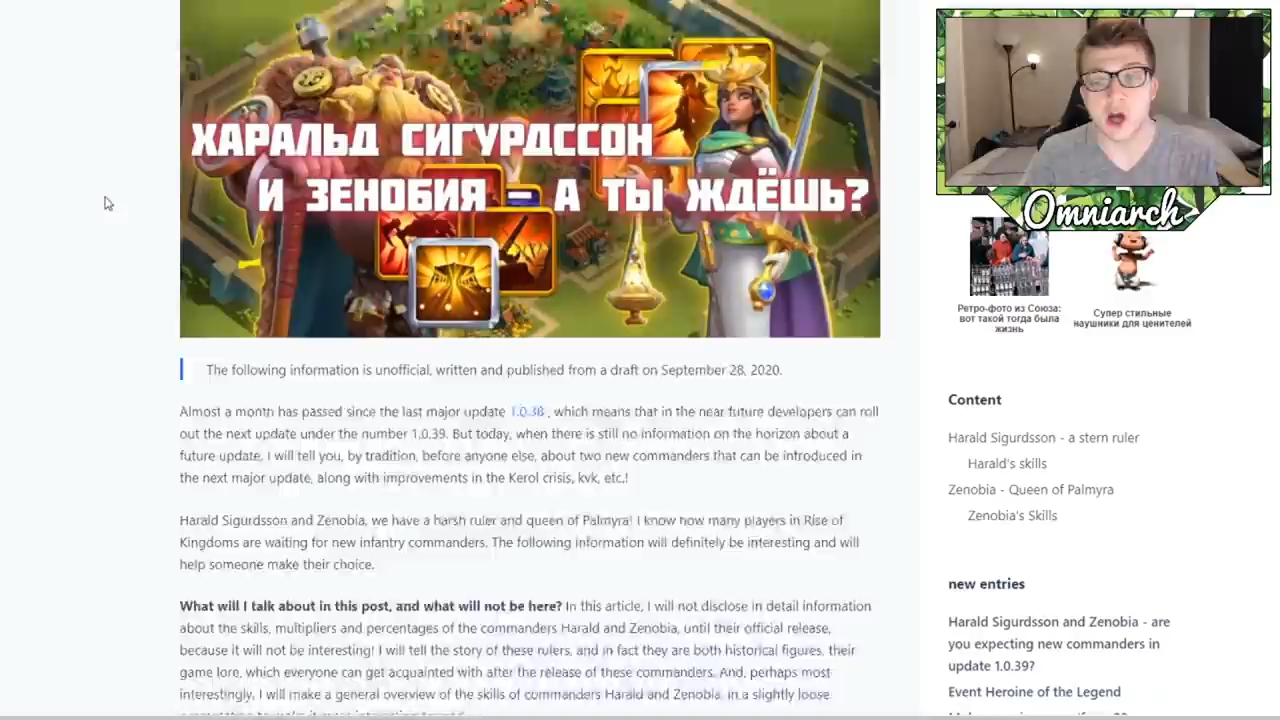 ХАРАЛЬД СИГУРДССОН
И ЗЕНОБИЯ – А ТЫ ЖДЁШЬ?
The following information is unofficial, written and published from a draft on September 28, 2020.
Almost a month has passed since the last major update 1.0.38 , which means that in the near future developers can roll
out the next update under the number 1.0.39. But today, when there is still no information on the horizon about a
future update, I will tell you, by tradition, before anyone else, about two new commanders that can be introduced in
the next major update, along with improvements in the Kerol crisis, kvk, etc.!
Harald Sigurdsson and Zenobia, we have a harsh ruler and queen of Palmyra! I know how many players in Rise of
Kingdoms are waiting for new infantry commanders. The following information will definitely be interesting and will
help someone make their choice.
What will I talk about in this post, and what will not be here? In this article, I will not disclose in detail information
about the skills, multipliers and percentages of the commanders Harald and Zenobia, until their official release,
because it will not be interesting! I will tell the story of these rulers, and in fact they are both historical figures, their
game lore, which everyone can get acquainted with after the release of these commanders. And, perhaps most
interestingly, I will make a general overview of the skills of commanders Harald and Zenobia, in a slightly loose
Omniarch
Ретро-фото из Союза:
вот такой тогда была
жизнь
Супер стильные
наушники для ценителей
Content
Harald Sigurdsson - a stern ruler
Harald's skills
Zenobia - Queen of Palmyra
Zenobia's Skills
new entries
Harald Sigurdsson and Zenobia - are
you expecting new commanders in
update 1.0.39?
Event Heroine of the Legend